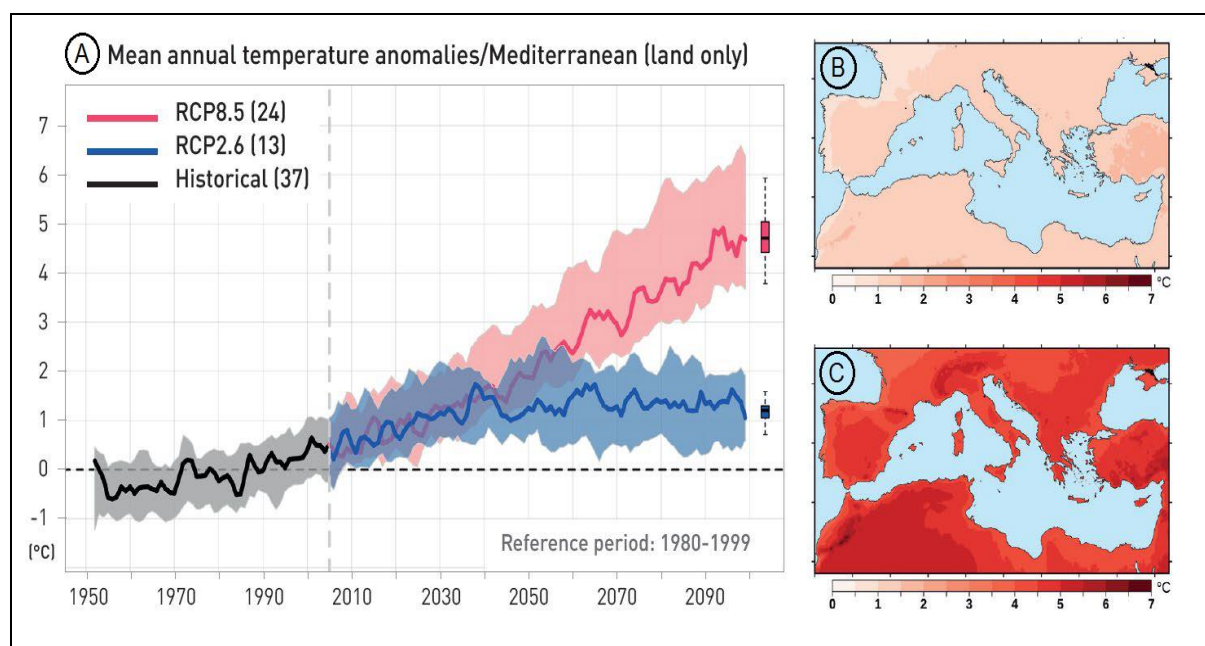 A Mean annual temperature anomalies/Mediterranean (land only)
RCP8.5 (24)
RCP2.6 (13)
Historical (37)
7
6
5
4
3
2
1
0
-1
(°C)
Reference period: 1980-1999
1950 1970 1990 2010 2030 2050 2070 2090
B
°C
0 1 2 3 4 5 6 7
C
°C
0 1 2 3 4 5 6 7